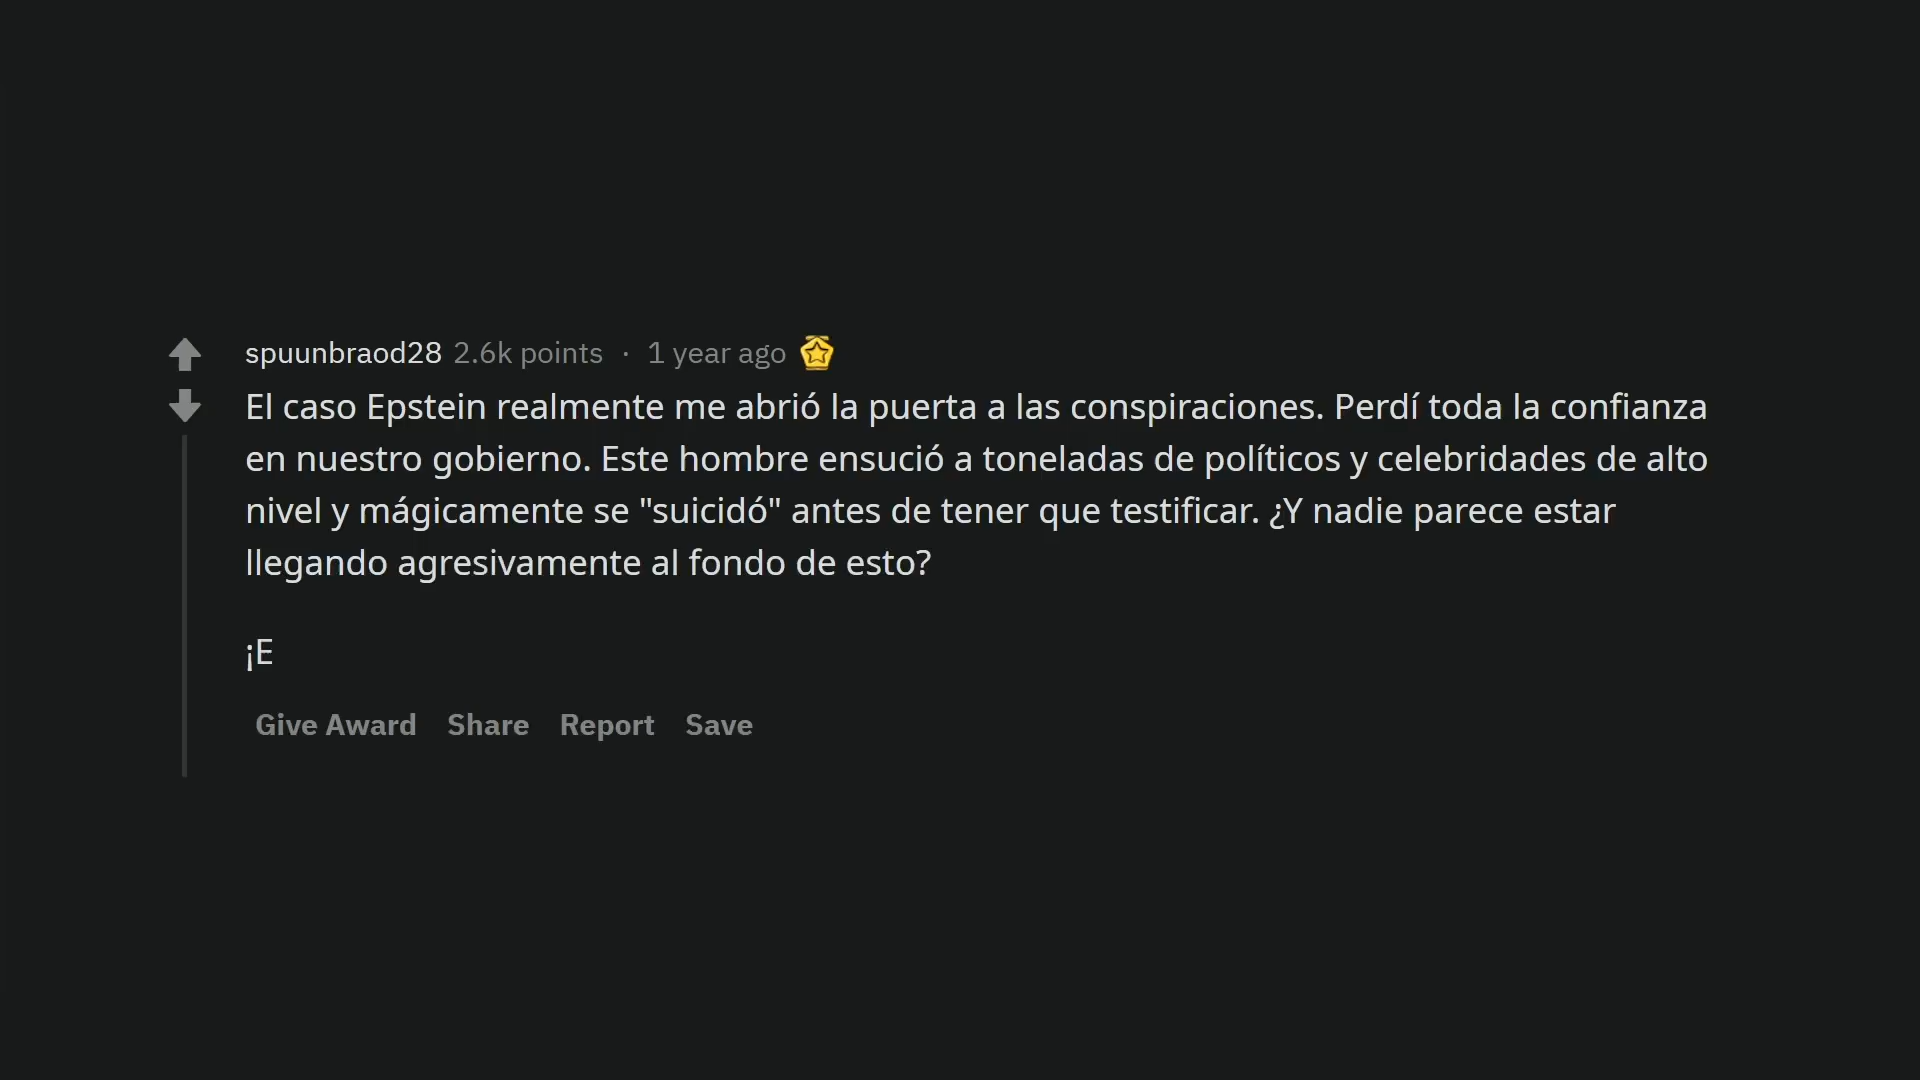 spuunbraod28 2.6k points · 1 year ago
El caso Epstein realmente me abrió la puerta a las conspiraciones. Perdí toda la confianza
en nuestro gobierno. Este hombre ensució a toneladas de políticos y celebridades de alto
nivel y mágicamente se "suicidó" antes de tener que testificar. ¿Y nadie parece estar
llegando agresivamente al fondo de esto?
¡E
Give Award Share Report Save